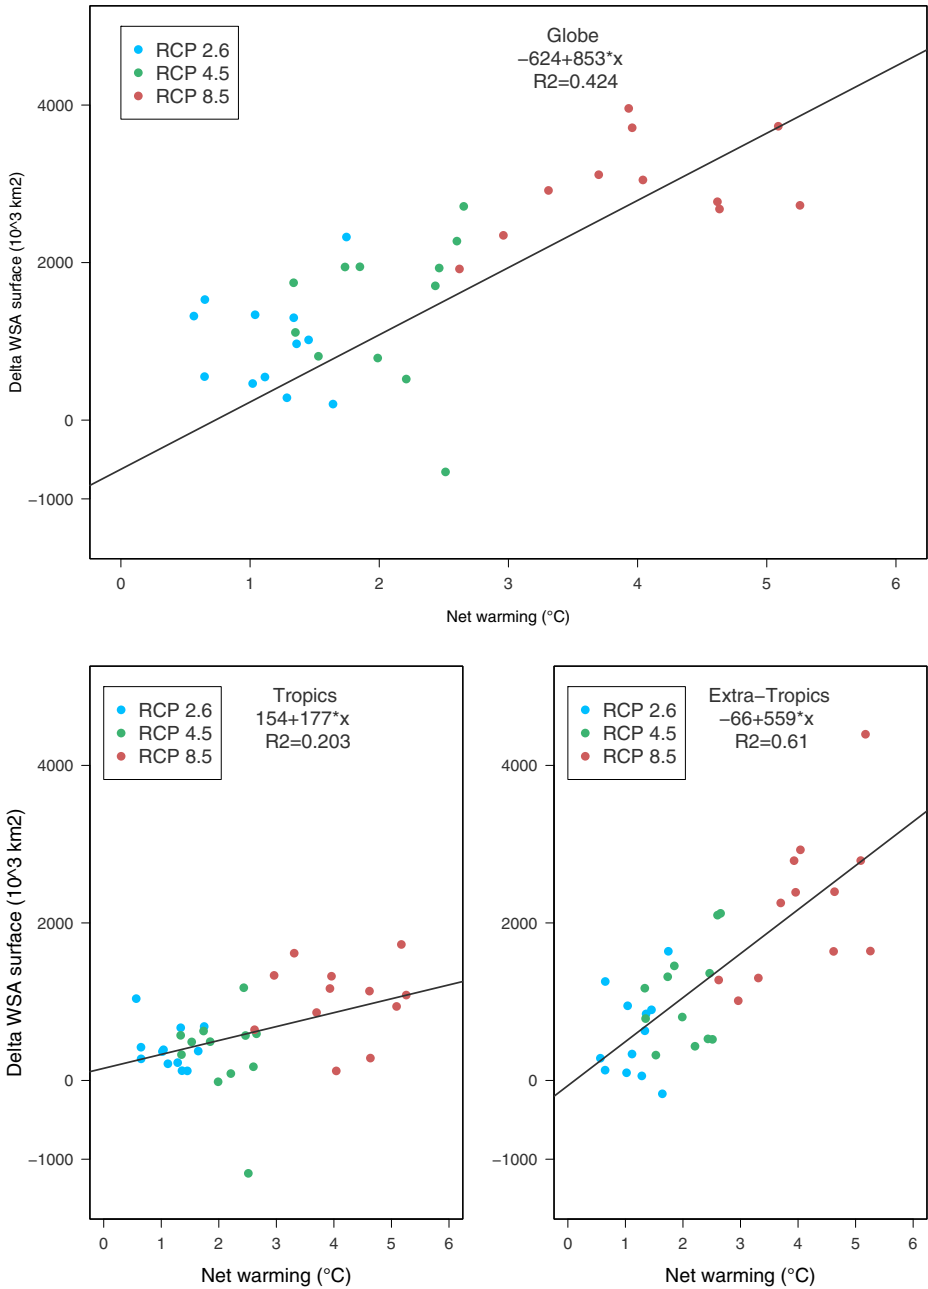 Globe
−624+853*x
R2=0.424
RCP 2.6
RCP 4.5
RCP 8.5
Delta WSA surface (10^3 km2)
4000
2000
0
−1000
0 1 2 3 4 5 6
Net warming (°C)
Tropics
154+177*x
R2=0.203
RCP 2.6
RCP 4.5
RCP 8.5
Delta WSA surface (10^3 km2)
4000
2000
0
−1000
0 1 2 3 4 5 6
Net warming (°C)
Extra−Tropics
−66+559*x
R2=0.61
RCP 2.6
RCP 4.5
RCP 8.5
4000
2000
0
−1000
0 1 2 3 4 5 6
Net warming (°C)